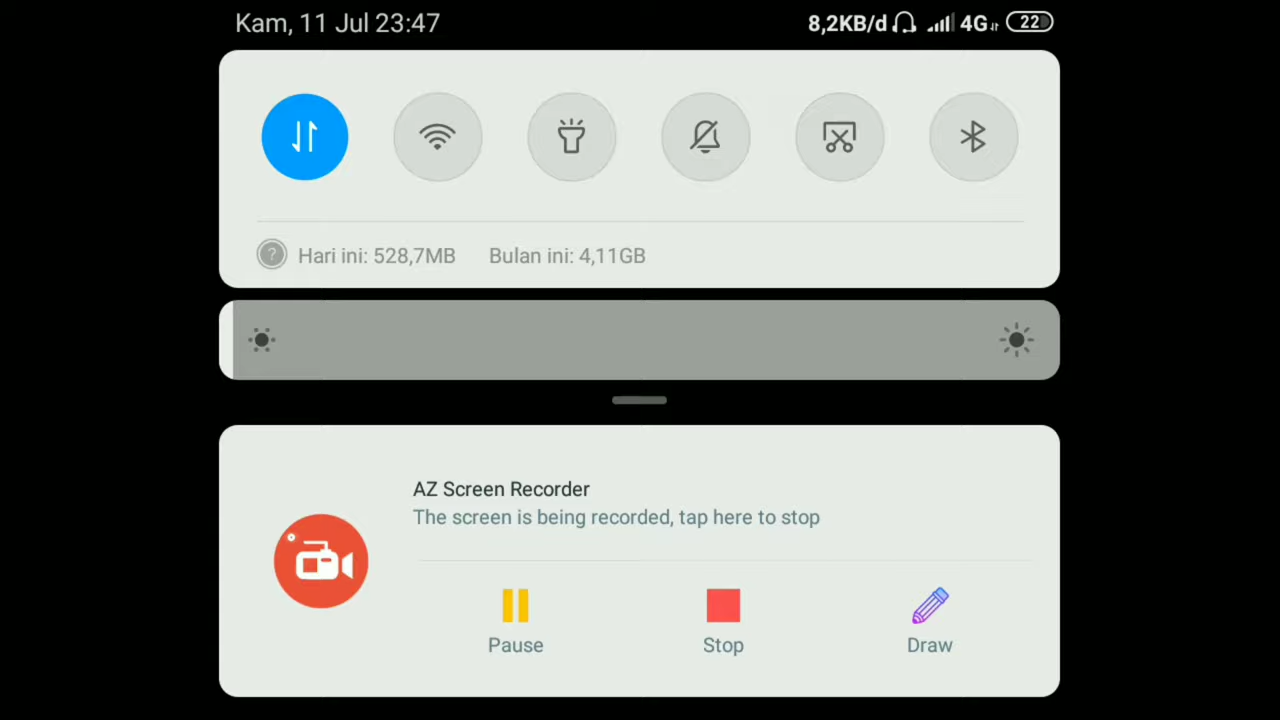 Kam, 11 Jul 23:47
8,2KB/d 4G 22
Hari ini: 528,7MB Bulan ini: 4,11GB
AZ Screen Recorder
The screen is being recorded, tap here to stop
Pause Stop Draw